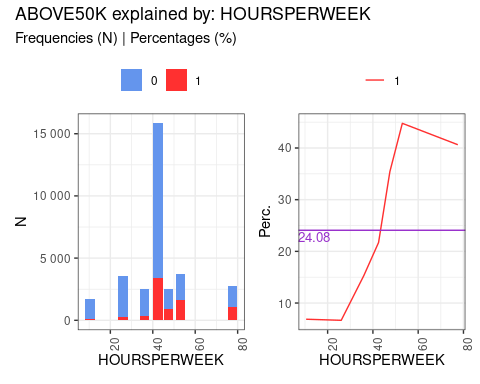 ABOVE50K explained by: HOURSPERWEEK
Frequencies (N) | Percentages (%)
0 1
1
15 000
10 000
5 000
0
N
20 40 60 80
HOURSPERWEEK
40
30
20
10
Perc.
24.08
20 40 60 80
HOURSPERWEEK